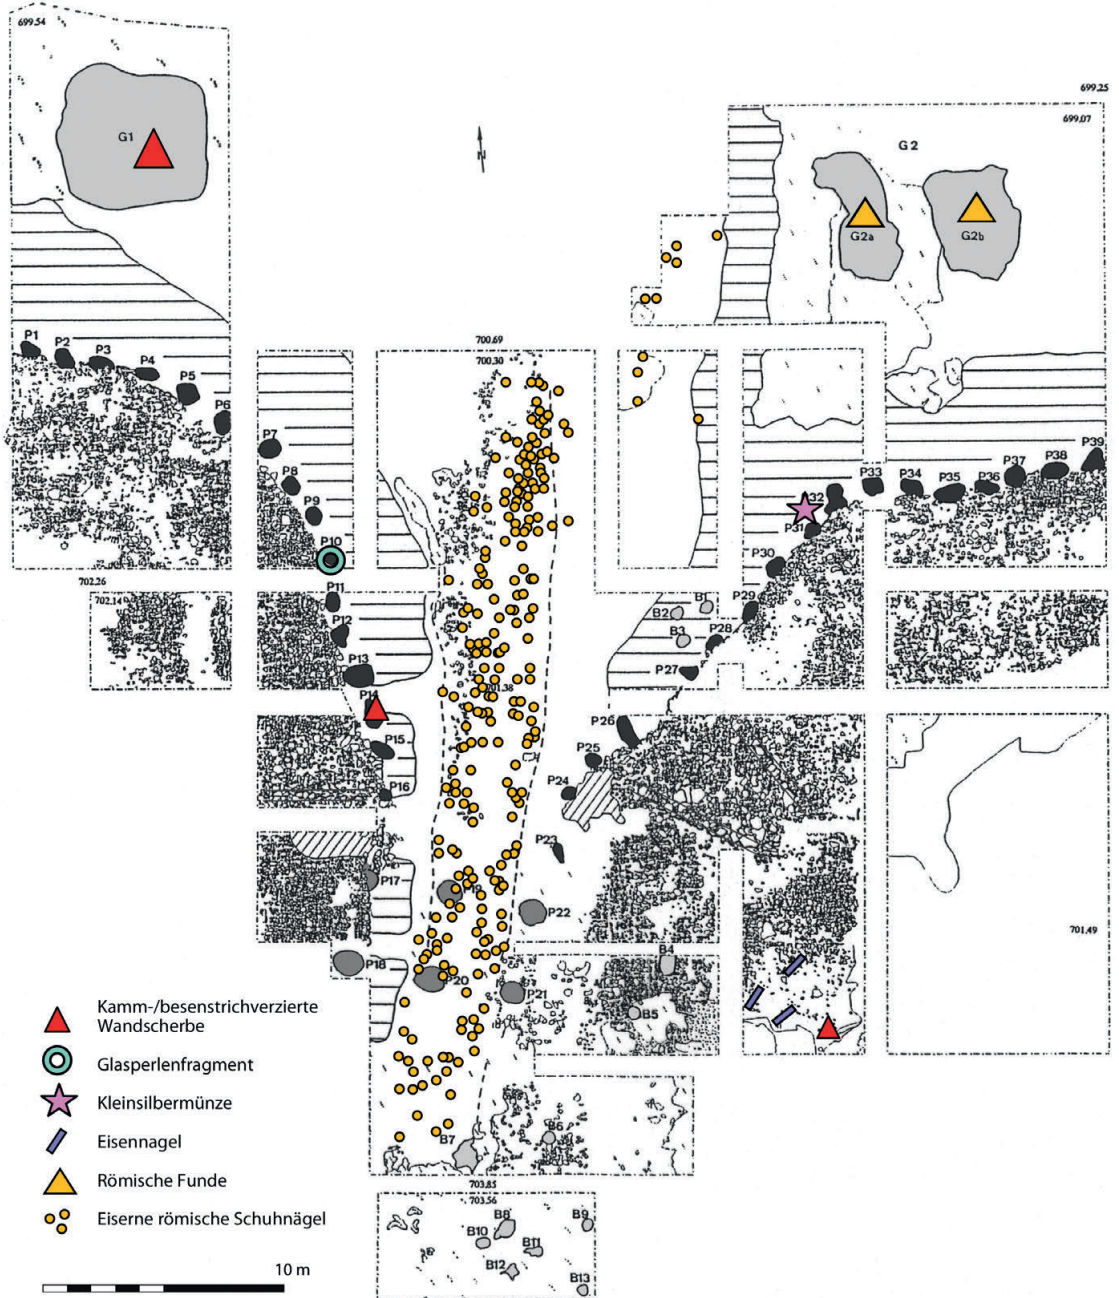 699.54
699.25
699.07
G1
G 2
N
G2a
G2b
P1
P2
P3
P4
P5
P6
700.69
700.30
P7
P8
P9
P10
P39
P38
P37
P36
P35
P34
P33
P32
P31
P30
702.26
702.14
P11
P12
P13
B1
B2
B3
P29
P28
P27
701.38
P14
P15
P16
P26
P25
P24
P23
P17
P19
P22
701.49
P18
P20
P21
B4
B5
Kamm-/besenstrichverzierte
Wandscherbe
Glasperlenfragment
Kleinsilbermünze
Eisennagel
Römische Funde
Eiserne römische Schuhnägel
10 m
B7
B6
703.85
703.56
B8
B9
B10
B11
B12
B13